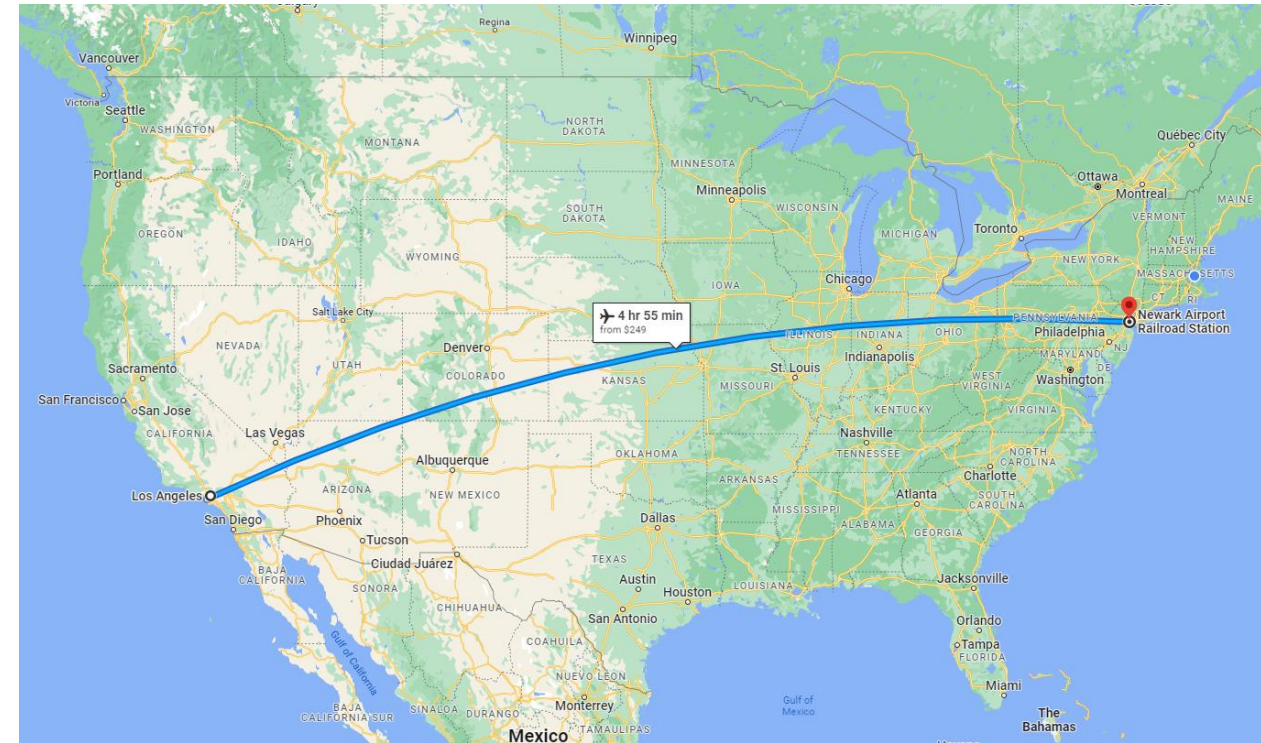 Regina
Winnipeg
Vancouver
Victoria
Seattle
WASHINGTON
NORTH
DAKOTA
Québec City
MONTANA
MINNESOTA
Portland
Ottawa
Montreal
Minneapolis
MAINE
SOUTH
DAKOTA
WISCONSIN
VERMONT
OREGON
IDAHO
MICHIGAN
Toronto
NEW
HAMPSHIRE
WYOMING
NEW YORK
MASSACHUSETTS
Chicago
IOWA
CT
RI
Salt Lake City
4 hr 55 min
from $249
PENNSYLVANIA
Newark Airport
Railroad Station
ILLINOIS
INDIANA
OHIO
Philadelphia
NJ
NEVADA
Denver
Indianapolis
MARYLAND
DE
UTAH
Sacramento
COLORADO
KANSAS
St. Louis
MISSOURI
WEST
VIRGINIA
Washington
San Francisco
San Jose
KENTUCKY
VIRGINIA
CALIFORNIA
Las Vegas
Nashville
TENNESSEE
OKLAHOMA
NORTH
CAROLINA
Albuquerque
Charlotte
ARKANSAS
Los Angeles
ARIZONA
NEW MEXICO
Atlanta
SOUTH
CAROLINA
San Diego
Phoenix
Dallas
MISSISSIPPI
ALABAMA
GEORGIA
Tucson
Ciudad Juárez
TEXAS
BAJA
CALIFORNIA
SONORA
Austin
Houston
LOUISIANA
Jacksonville
CHIHUAHUA
San Antonio
Orlando
Tampa
FLORIDA
COAHUILA
Gulf of California
NUEVO LEON
Miami
Gulf of
Mexico
BAJA
CALIFORNIA SUR
SINALOA
DURANGO
Monterrey
The
Bahamas
TAMAULIPAS
Mexico